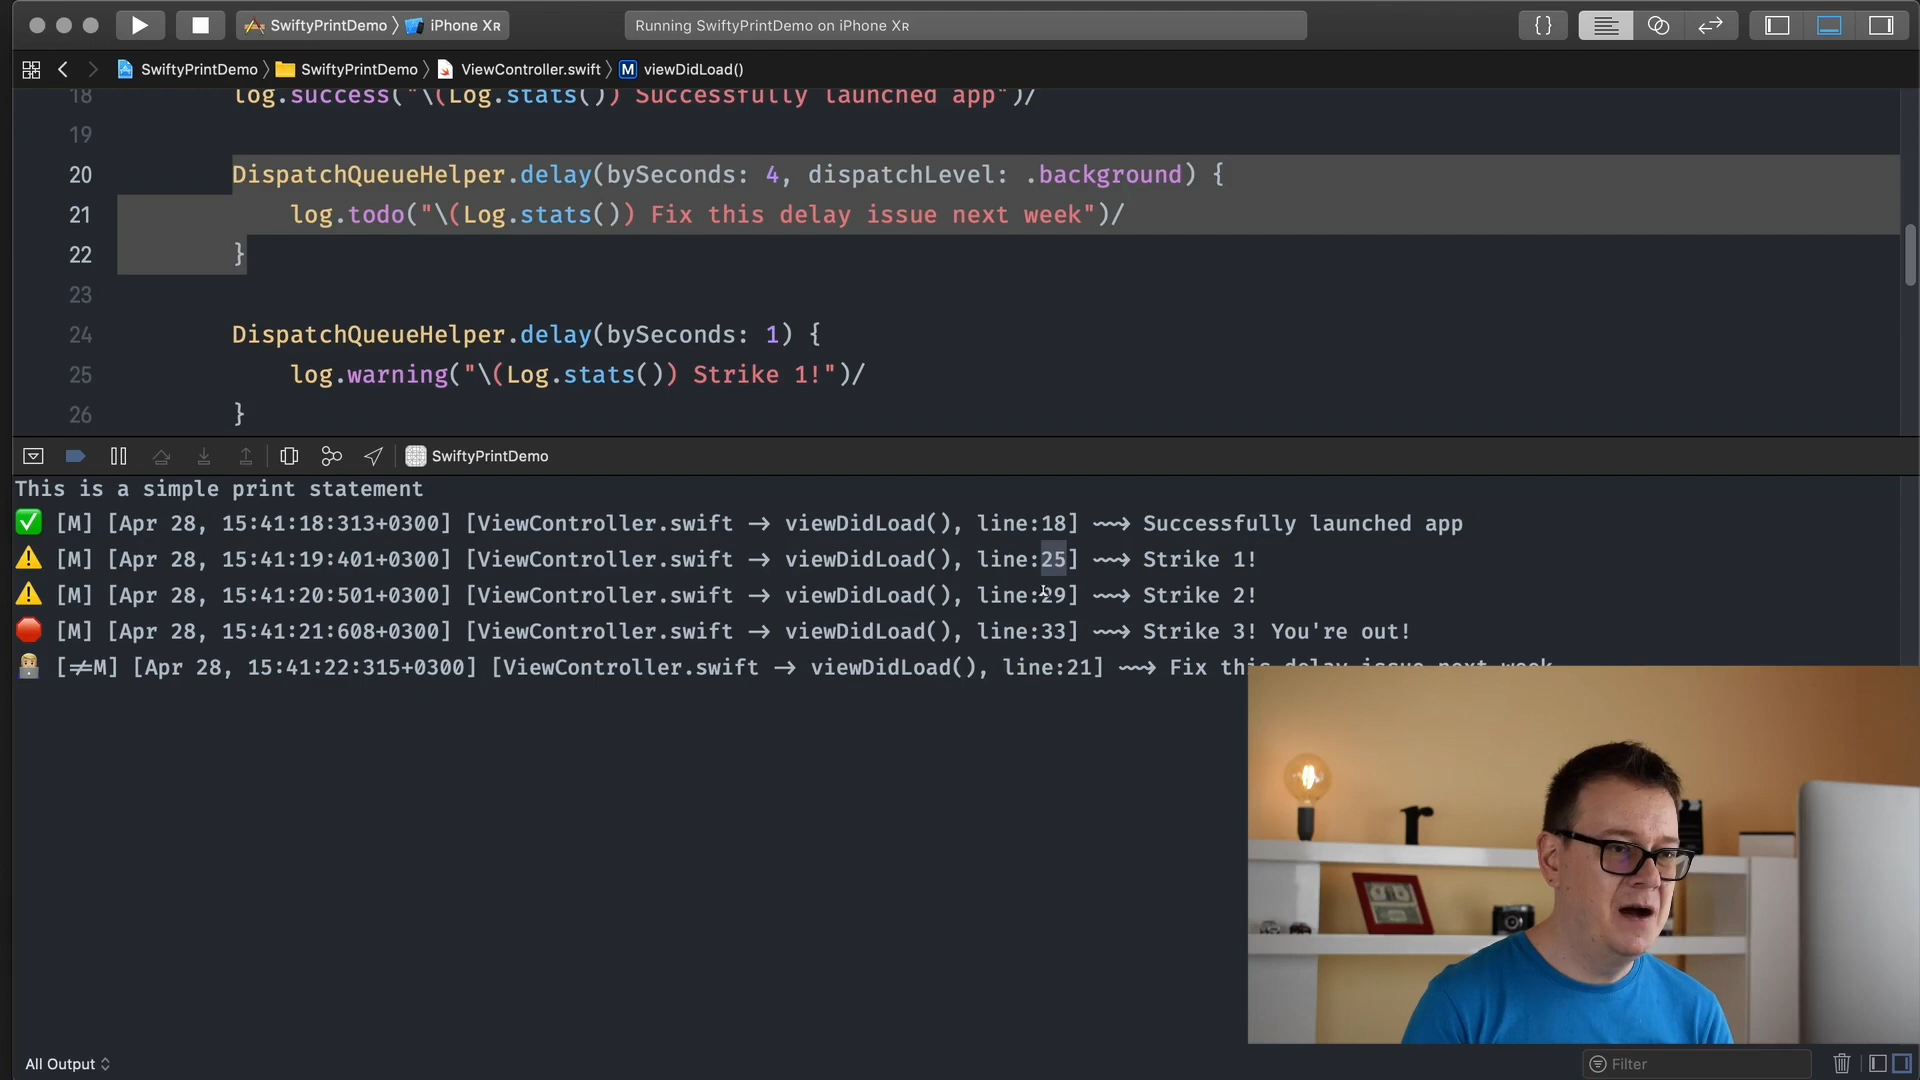 SwiftyPrintDemo 〉 iPhone Xʀ
Running SwiftyPrintDemo on iPhone Xʀ
{}
SwiftyPrintDemo 〉 SwiftyPrintDemo 〉 ViewController.swift 〉 M viewDidLoad()
18 log.success("\(Log.stats()) Successfully launched app")/
19
20 DispatchQueueHelper.delay(bySeconds: 4, dispatchLevel: .background) {
21 log.todo("\(Log.stats()) Fix this delay issue next week")/
22 }
23
24 DispatchQueueHelper.delay(bySeconds: 1) {
25 log.warning("\(Log.stats()) Strike 1!")/
26 }
SwiftyPrintDemo
This is a simple print statement
✅ [M] [Apr 28, 15:41:18:313+0300] [ViewController.swift → viewDidLoad(), line:18] ⟿ Successfully launched app
⚠️ [M] [Apr 28, 15:41:19:401+0300] [ViewController.swift → viewDidLoad(), line:25] ⟿ Strike 1!
⚠️ [M] [Apr 28, 15:41:20:501+0300] [ViewController.swift → viewDidLoad(), line:29] ⟿ Strike 2!
🛑 [M] [Apr 28, 15:41:21:608+0300] [ViewController.swift → viewDidLoad(), line:33] ⟿ Strike 3! You're out!
👨🏼‍💻 [≠M] [Apr 28, 15:41:22:315+0300] [ViewController.swift → viewDidLoad(), line:21] ⟿ Fix this delay issue next week
All Output
Filter